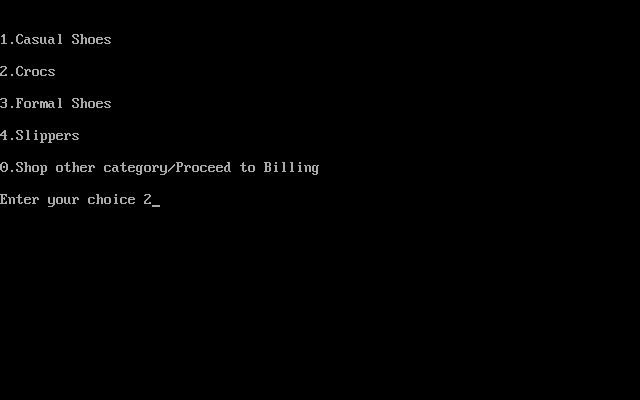 1.Casual Shoes
2.Crocs
3.Formal Shoes
4.Slippers
0.Shop other category/Proceed to Billing
Enter your choice 2_